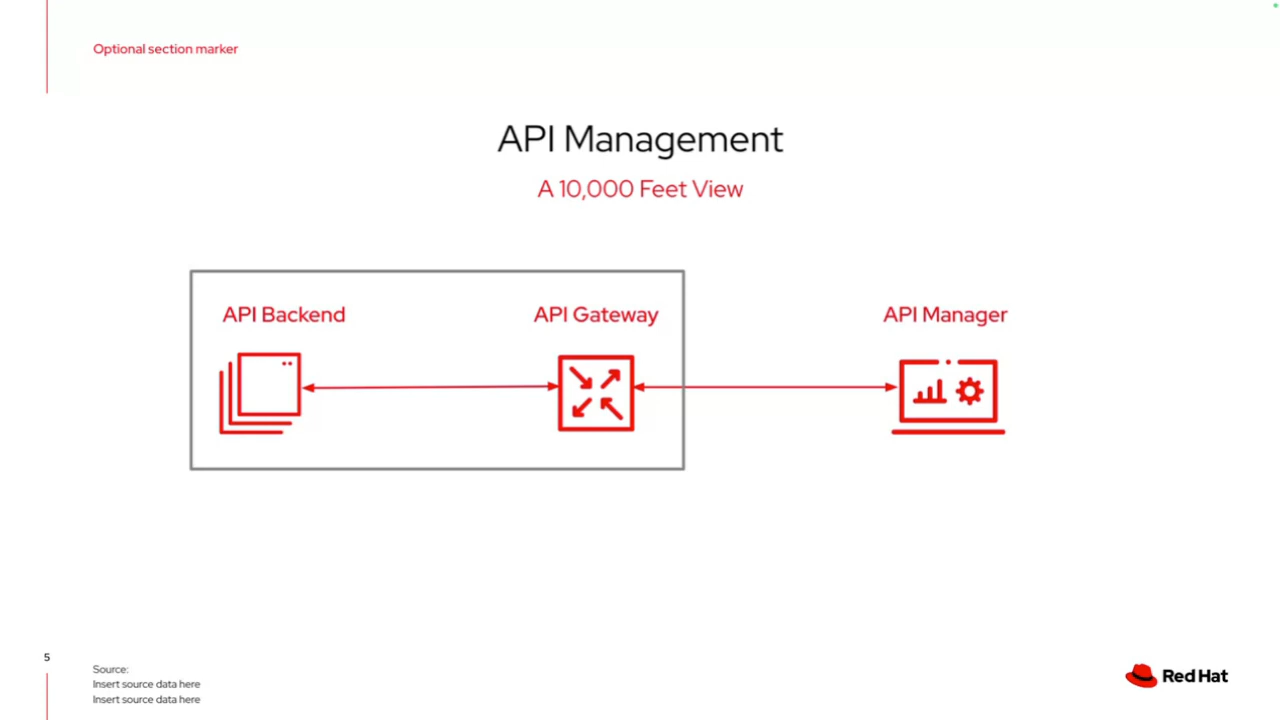 Optional section marker
API Management
A 10,000 Feet View
API Backend
API Gateway
API Manager
5
Source:
Insert source data here
Insert source data here
Red Hat